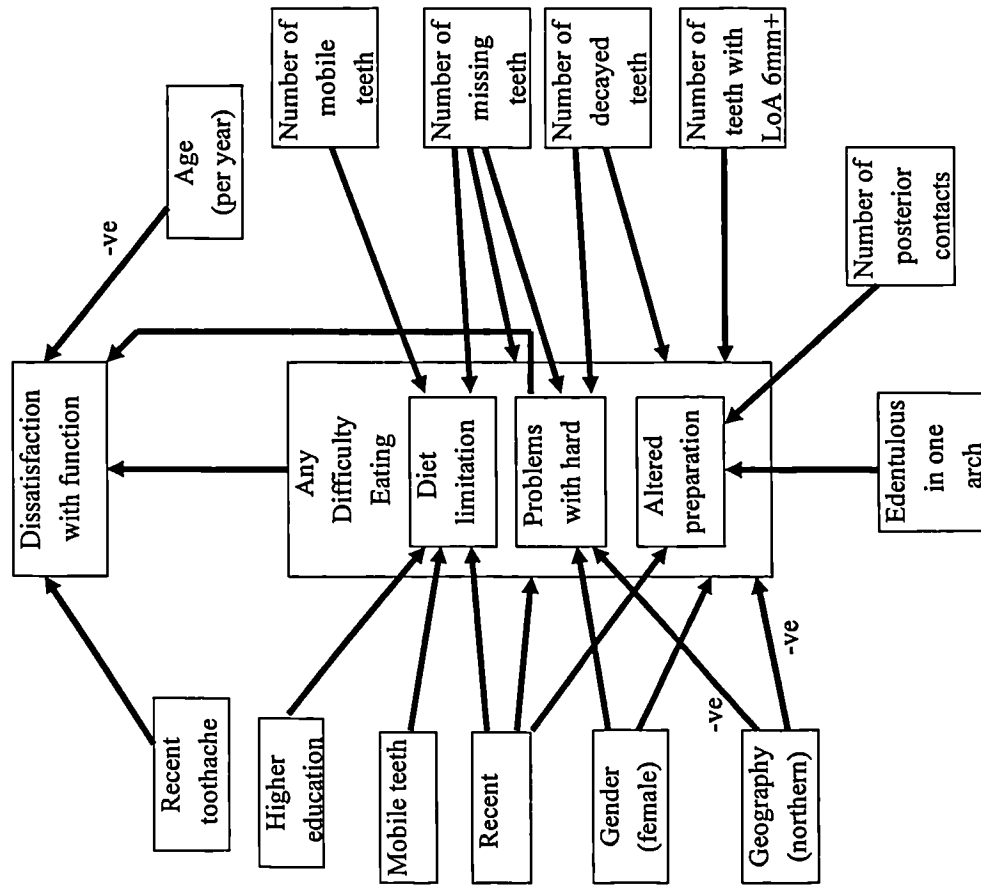 Dissatisfaction
with function
Recent
toothache
-ve
Age
(per year)
Any
Difficulty
Eating
Diet
limitation
Problems
with hard
Altered
preparation
Higher
education
Mobile teeth
Recent
Gender
(female)
Geography
(northern)
-ve
-ve
Number of
mobile
teeth
Number of
missing
teeth
Number of
decayed
teeth
Number of
teeth with
LoA 6mm+
Number of
posterior
contacts
Edentulous
in one
arch